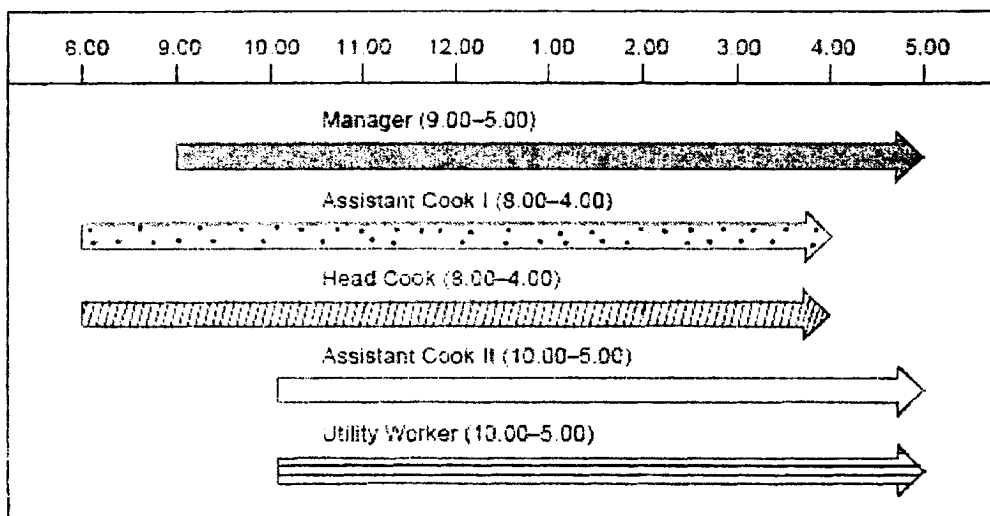 8.00 9.00 10.00 11.00 12.00 1.00 2.00 3.00 4.00 5.00
Manager (9.00–5.00)
Assistant Cook I (8.00–4.00)
Head Cook (8.00–4.00)
Assistant Cook II (10.00–5.00)
Utility Worker (10.00–5.00)